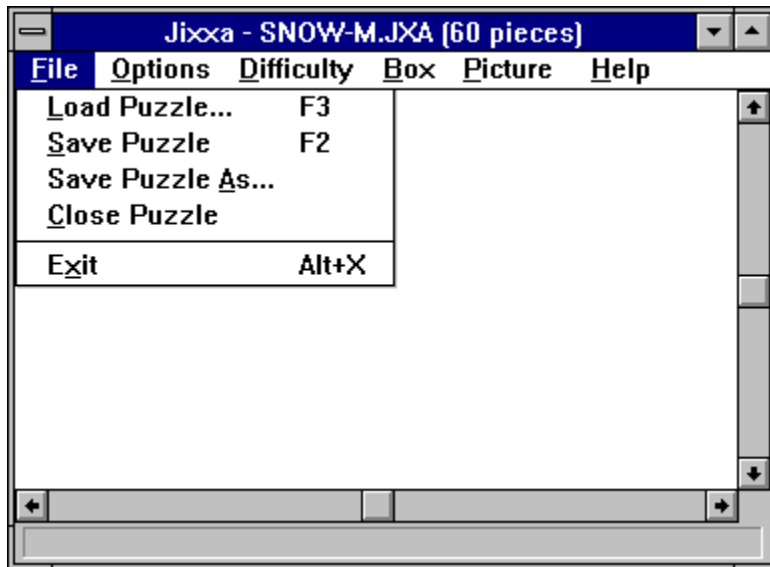 Jixxa - SNOW-M.JXA (60 pieces)
File Options Difficulty Box Picture Help
Load Puzzle... F3
Save Puzzle F2
Save Puzzle As...
Close Puzzle
Exit Alt+X